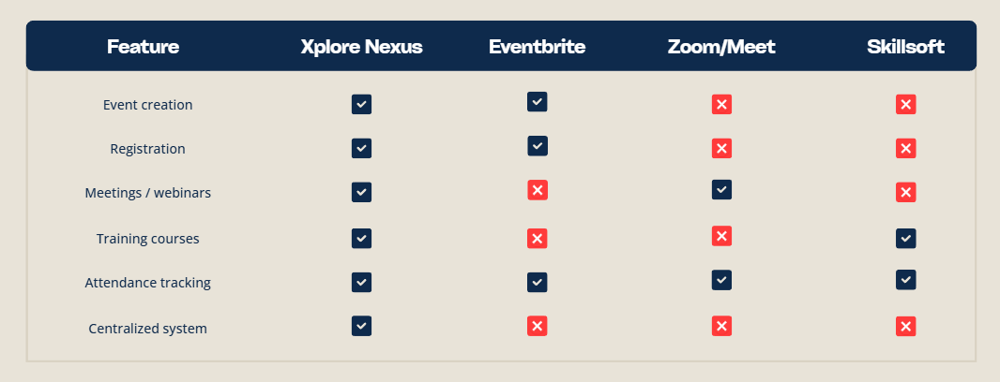 Feature Xplore Nexus Eventbrite Zoom/Meet Skillsoft
Event creation
Registration
Meetings / webinars
Training courses
Attendance tracking
Centralized system